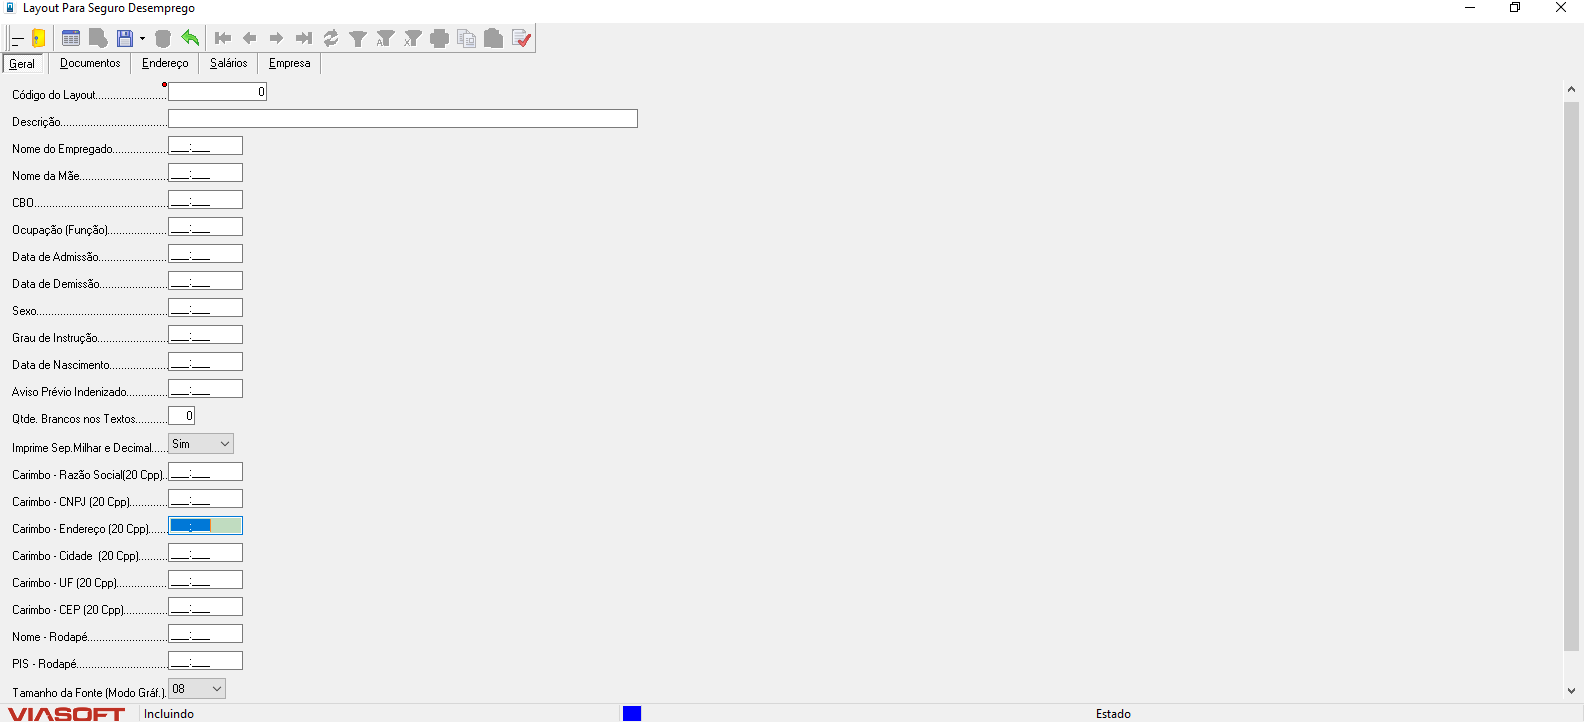 Layout Para Seguro Desemprego
Geral Documentos Endereço Salários Empresa
Código do Layout........................ 0
Descrição...................................
Nome do Empregado.................. ___:___
Nome da Mãe............................. ___:___
CBO............................................ ___:___
Ocupação (Função).................... ___:___
Data de Admissão....................... ___:___
Data de Demissão....................... ___:___
Sexo............................................ ___:___
Grau de Instrução....................... ___:___
Data de Nascimento................... ___:___
Aviso Prévio Indenizado............. ___:___
Qtde. Brancos nos Textos........... 0
Imprime Sep.Milhar e Decimal..... Sim
Carimbo - Razão Social(20 Cpp).. ___:___
Carimbo - CNPJ (20 Cpp)............ ___:___
Carimbo - Endereço (20 Cpp)...... ___:___
Carimbo - Cidade  (20 Cpp)......... ___:___
Carimbo - UF (20 Cpp)................ ___:___
Carimbo - CEP (20 Cpp).............. ___:___
Nome - Rodapé.......................... ___:___
PIS - Rodapé.............................. ___:___
Tamanho da Fonte (Modo Gráf.). 08
VIASOFT Incluindo Estado